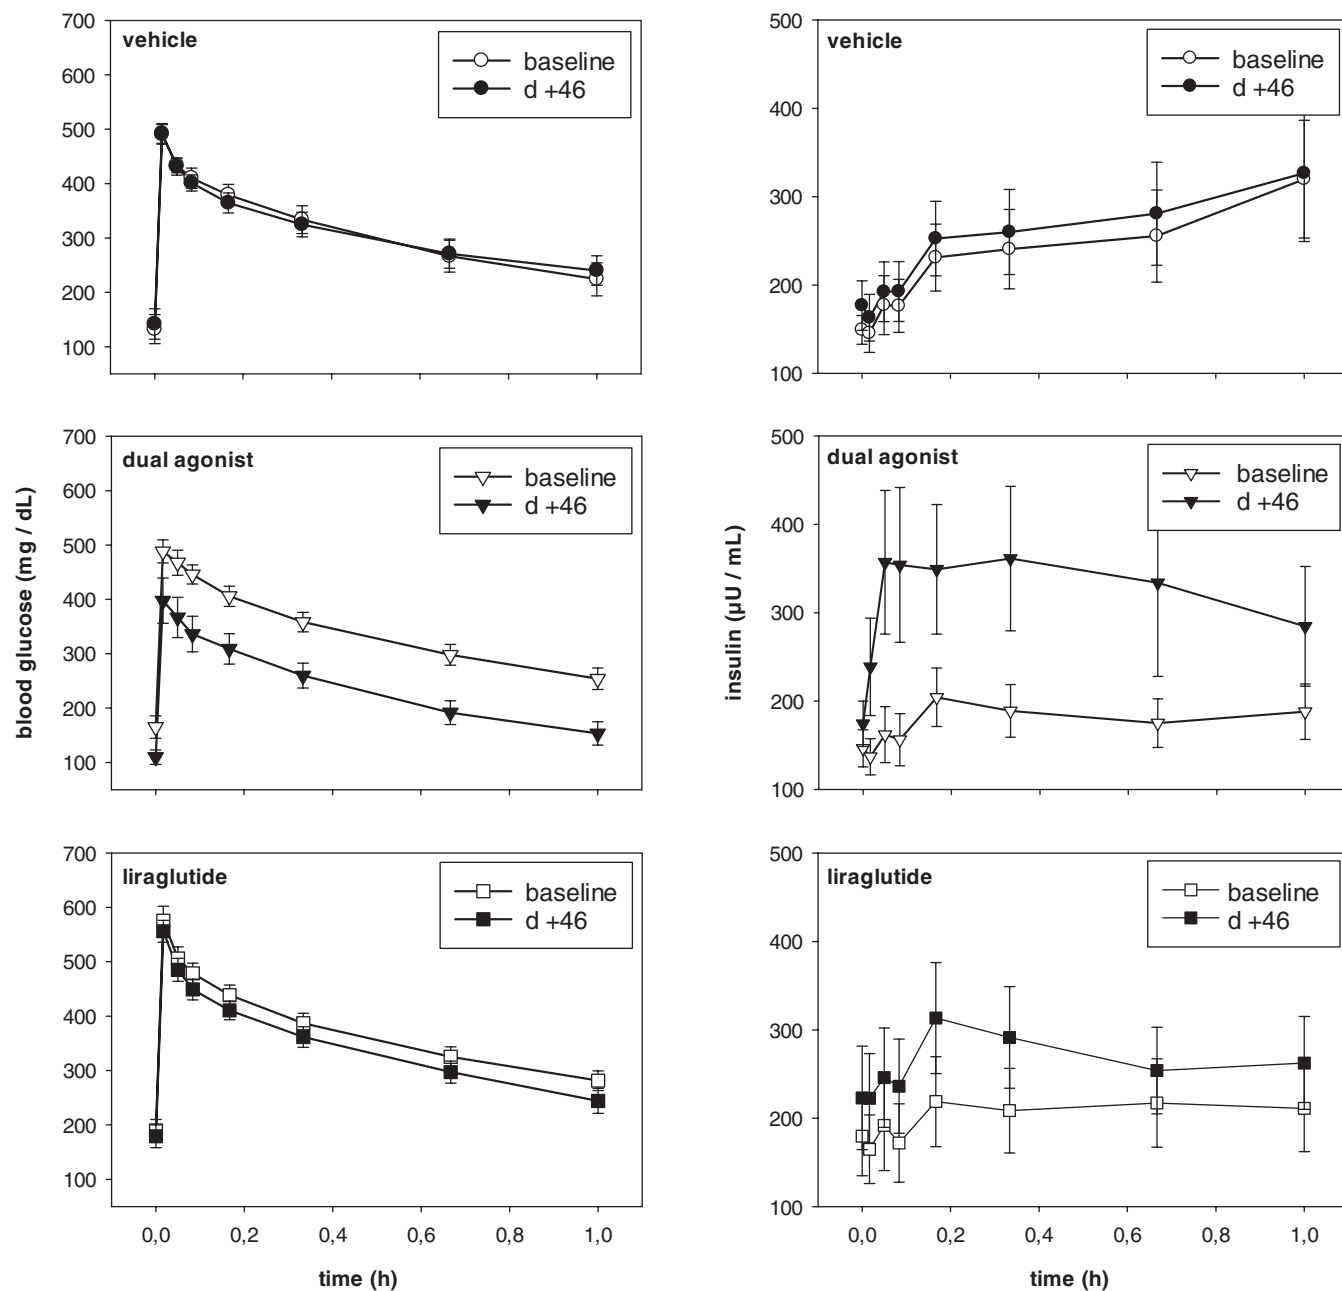 700
600
500
400
300
200
100
vehicle
baseline
d +46
500
400
300
200
100
vehicle
baseline
d +46
blood glucose (mg / dL)
700
600
500
400
300
200
100
dual agonist
baseline
d +46
insulin (µU / mL)
500
400
300
200
100
dual agonist
baseline
d +46
700
600
500
400
300
200
100
liraglutide
baseline
d +46
0,0 0,2 0,4 0,6 0,8 1,0
time (h)
500
400
300
200
100
liraglutide
baseline
d +46
0,0 0,2 0,4 0,6 0,8 1,0
time (h)